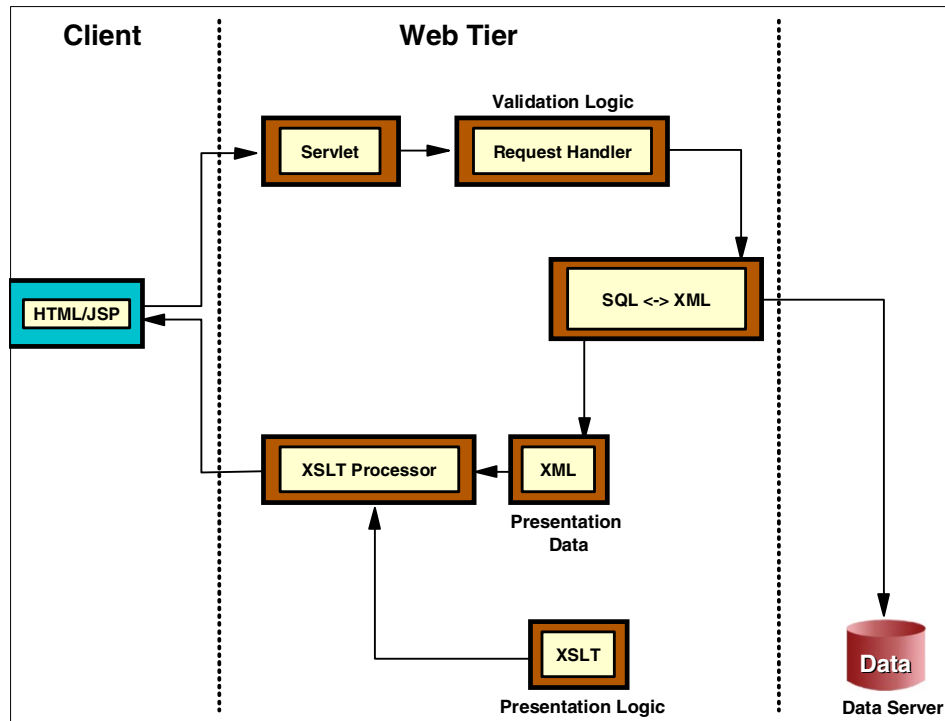 Client
Web Tier
Validation Logic
Servlet
Request Handler
SQL <-> XML
HTML/JSP
XSLT Processor
XML
Presentation
Data
XSLT
Presentation Logic
Data
Data Server